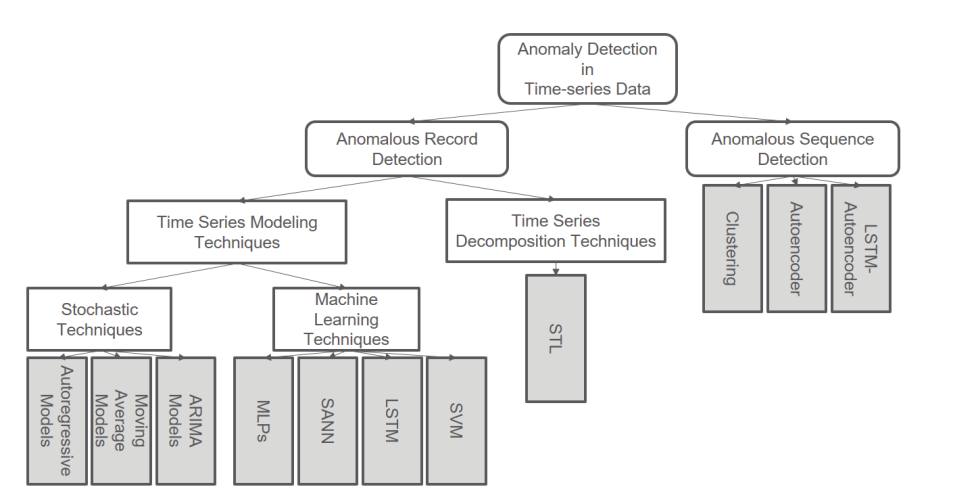 Anomaly Detection
in
Time-series Data
Anomalous Record
Detection
Anomalous Sequence
Detection
Time Series Modeling
Techniques
Time Series
Decomposition Techniques
Clustering
Autoencoder
LSTM-
Autoencoder
Stochastic
Techniques
Machine
Learning
Techniques
STL
Autoregressive
Models
Moving
Average
Models
ARIMA
Models
MLPs
SANN
LSTM
SVM